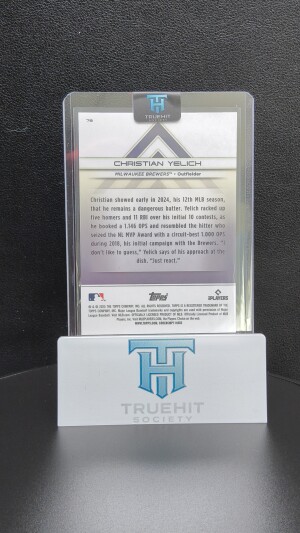 TRUEHIT
CHRISTIAN YELICH
MILWAUKEE BREWERS™ - Outfielder
Christian showed early in 2024, his 12th MLB season,
that he remains a dangerous batter. Yelich racked up
five homers and 11 RBI over his initial 10 contests, as
he booked a 1.146 OPS and resembled the hitter who
seized the NL MVP Award with a circuit-best 1.000 OPS
during 2018, his initial campaign with the Brewers. "I
don't like to guess," Yelich says of his approach at the
dish. "Just react."
Topps
PLAYERS
TRUEHIT
SOCIETY